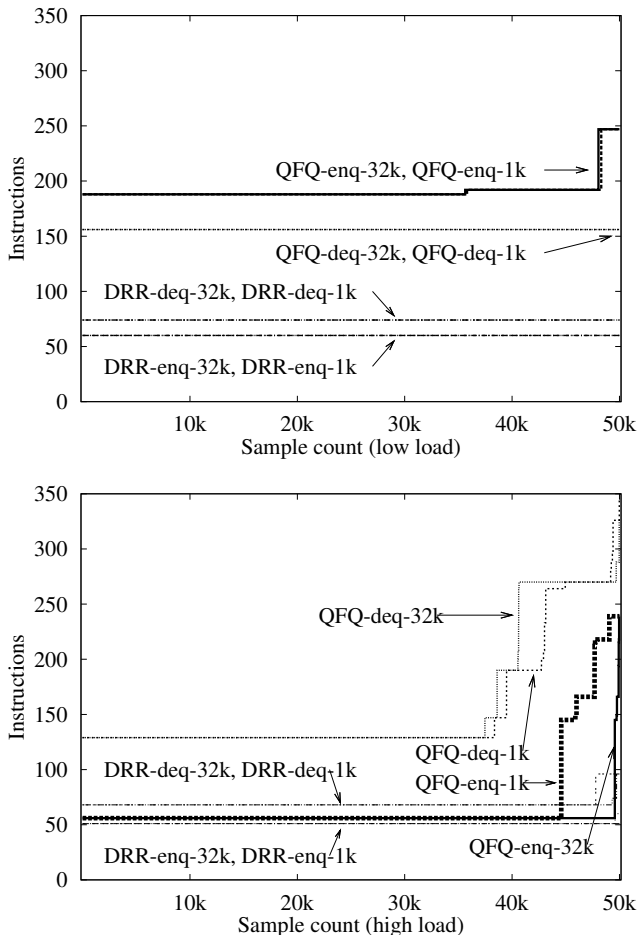 350
300
250
200
150
100
50
0
Instructions
QFQ-enq-32k, QFQ-enq-1k
QFQ-deq-32k, QFQ-deq-1k
DRR-deq-32k, DRR-deq-1k
DRR-enq-32k, DRR-enq-1k
10k 20k 30k 40k 50k
Sample count (low load)
350
300
250
200
150
100
50
0
Instructions
QFQ-deq-32k
QFQ-deq-1k
DRR-deq-32k, DRR-deq-1k
QFQ-enq-1k
QFQ-enq-32k
DRR-enq-32k, DRR-enq-1k
10k 20k 30k 40k 50k
Sample count (high load)